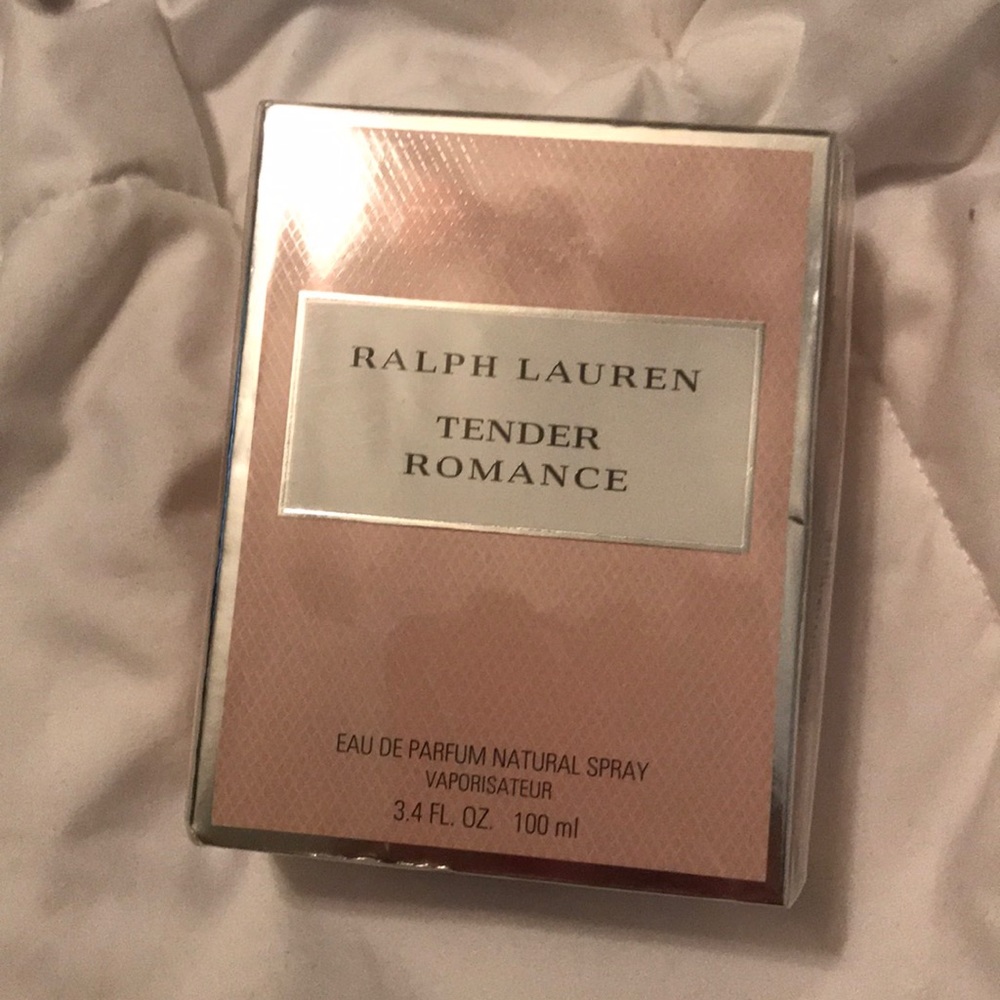 RALPH LAUREN
TENDER
ROMANCE
EAU DE PARFUM NATURAL SPRAY
VAPORISATEUR
3.4 FL. OZ. 100 ml